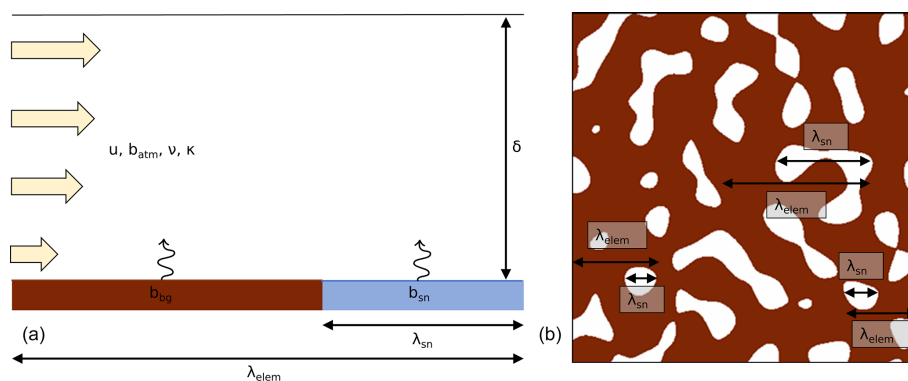 u, b_atm, ν, κ
δ
b_bg
b_sn
(a)
λ_sn
λ_elem
(b)
λ_sn
λ_elem
λ_elem
λ_sn
λ_sn
λ_elem